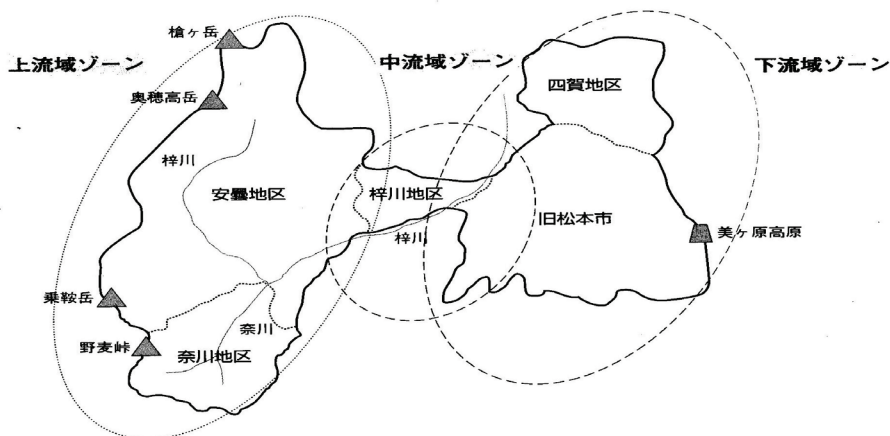 槍ヶ岳
上流域ゾーン
中流域ゾーン
下流域ゾーン
四賀地区
奥穂高岳
梓川
安曇地区
梓川地区
旧松本市
美ヶ原高原
梓川
乗鞍岳
奈川
野麦峠
奈川地区